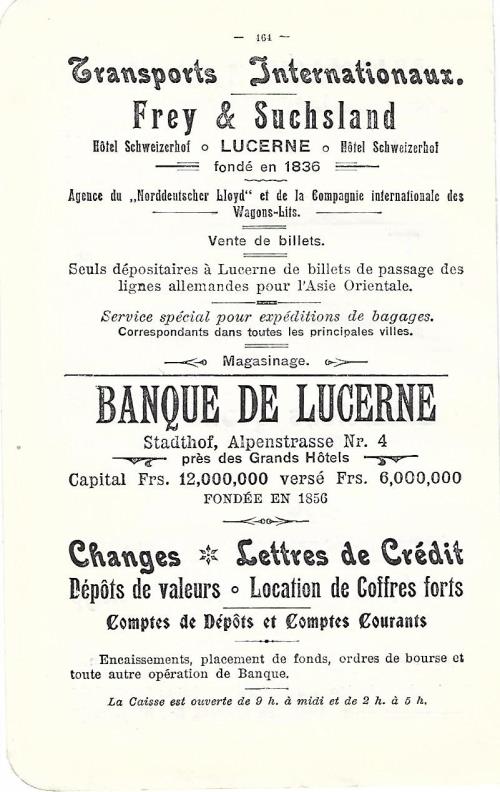 — 164 —
Transports Internationaux.
Frey & Suchsland
Hôtel Schweizerhof o LUCERNE o Hôtel Schweizerhof
fondé en 1836
Agence du „Norddeutscher Lloyd" et de la Compagnie internationale des
Wagons-Lits.
Vente de billets.
Seuls dépositaires à Lucerne de billets de passage des
lignes allemandes pour l'Asie Orientale.
Service spécial pour expéditions de bagages.
Correspondants dans toutes les principales villes.
Magasinage.
BANQUE DE LUCERNE
Stadthof, Alpenstrasse Nr. 4
près des Grands Hôtels
Capital Frs. 12,000,000 versé Frs. 6,000,000
FONDÉE EN 1856
Changes * Lettres de Crédit
Dépôts de valeurs o Location de Coffres forts
Comptes de Dépôts et Comptes Courants
Encaissements, placement de fonds, ordres de bourse et
toute autre opération de Banque.
La Caisse est ouverte de 9 h. à midi et de 2 h. à 5 h.